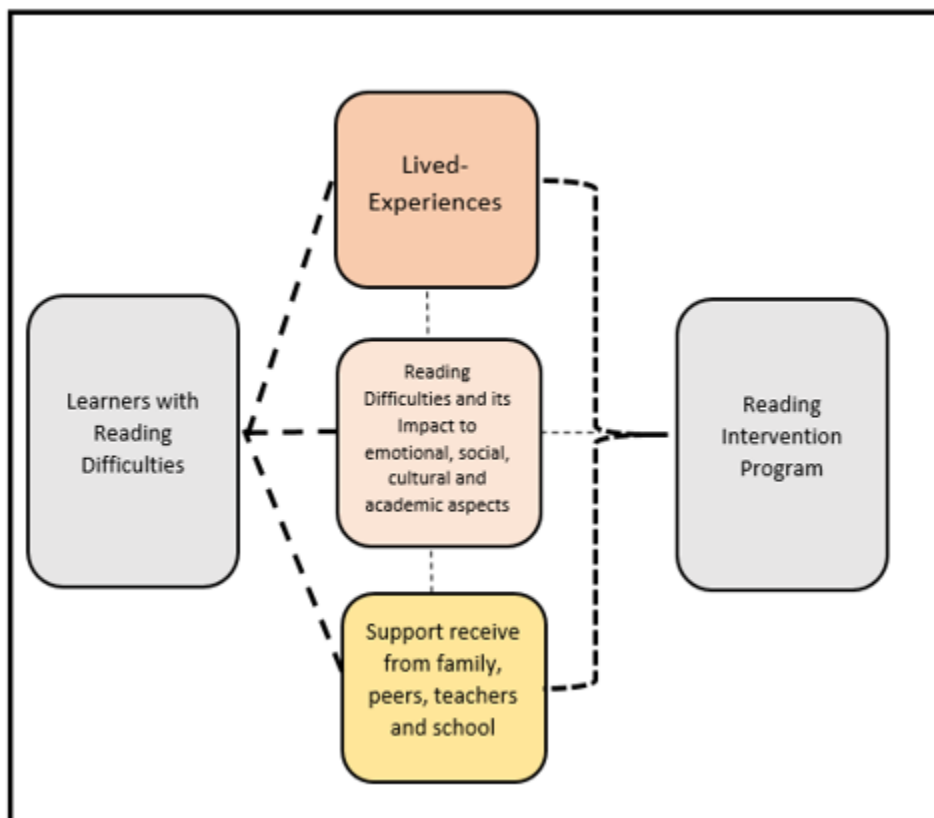 Lived-
Experiences
Learners with
Reading
Difficulties
Reading
Difficulties and its
Impact to
emotional, social,
cultural and
academic aspects
Reading
Intervention
Program
Support receive
from family,
peers, teachers
and school